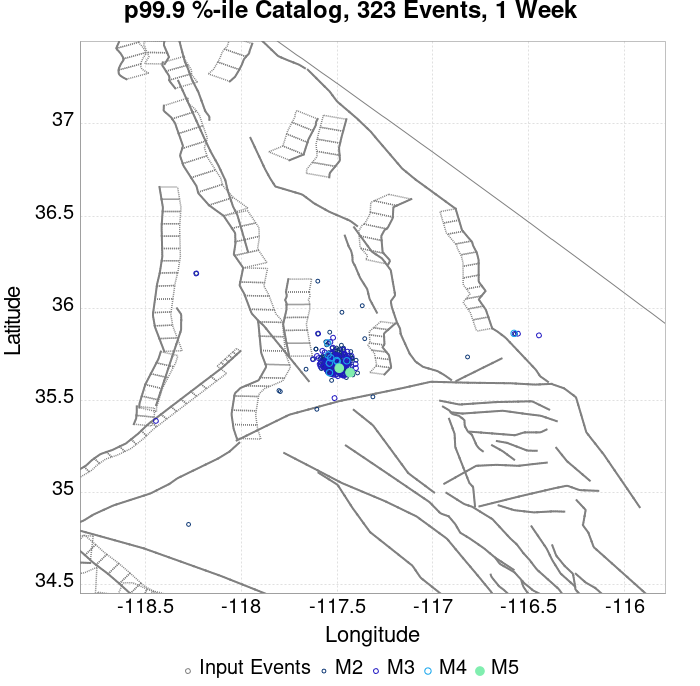 p99.9 %-ile Catalog, 323 Events, 1 Week
37
36.5
36
35.5
35
34.5
Latitude
-118.5 -118 -117.5 -117 -116.5 -116
Longitude
Input Events M2 M3 M4 M5